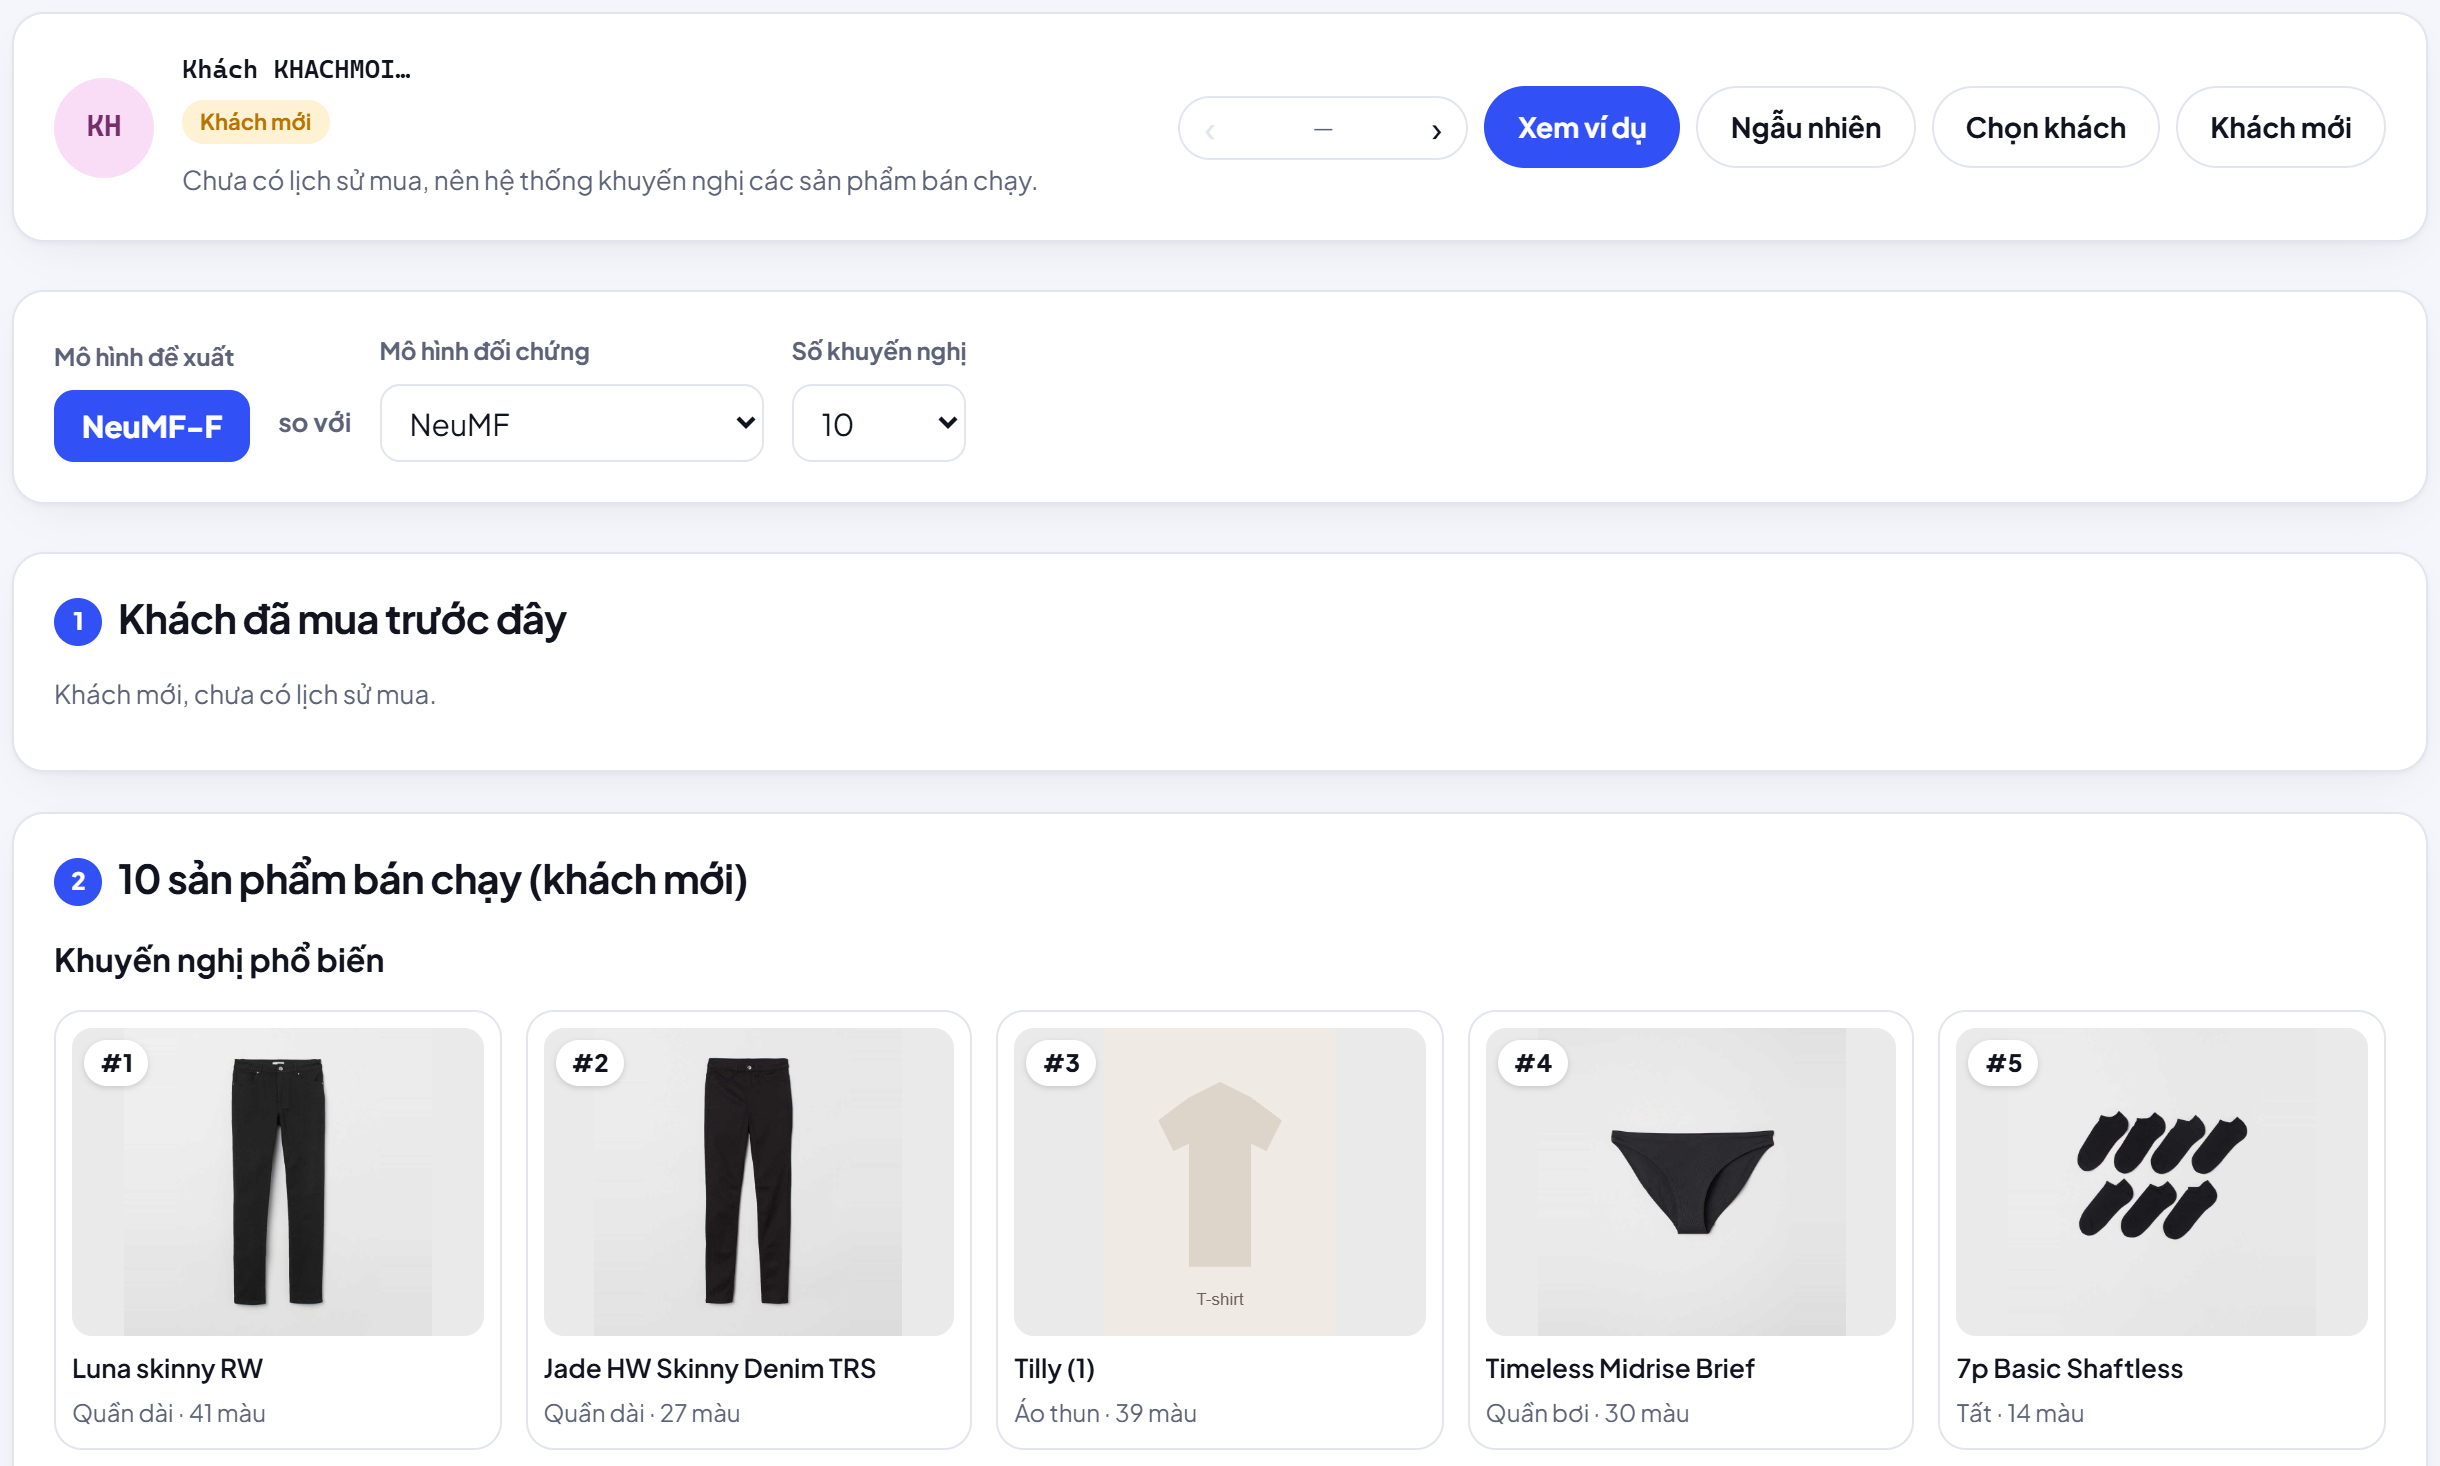 KH
Khách KHACHMOI…
Khách mới
Chưa có lịch sử mua, nên hệ thống khuyến nghị các sản phẩm bán chạy.
‹ — ›
Xem ví dụ
Ngẫu nhiên
Chọn khách
Khách mới
Mô hình đề xuất
NeuMF-F
so với
Mô hình đối chứng
NeuMF
Số khuyến nghị
10
1 Khách đã mua trước đây
Khách mới, chưa có lịch sử mua.
2 10 sản phẩm bán chạy (khách mới)
Khuyến nghị phổ biến
#1
Luna skinny RW
Quần dài · 41 màu
#2
Jade HW Skinny Denim TRS
Quần dài · 27 màu
#3
T-shirt
Tilly (1)
Áo thun · 39 màu
#4
Timeless Midrise Brief
Quần bơi · 30 màu
#5
7p Basic Shaftless
Tất · 14 màu